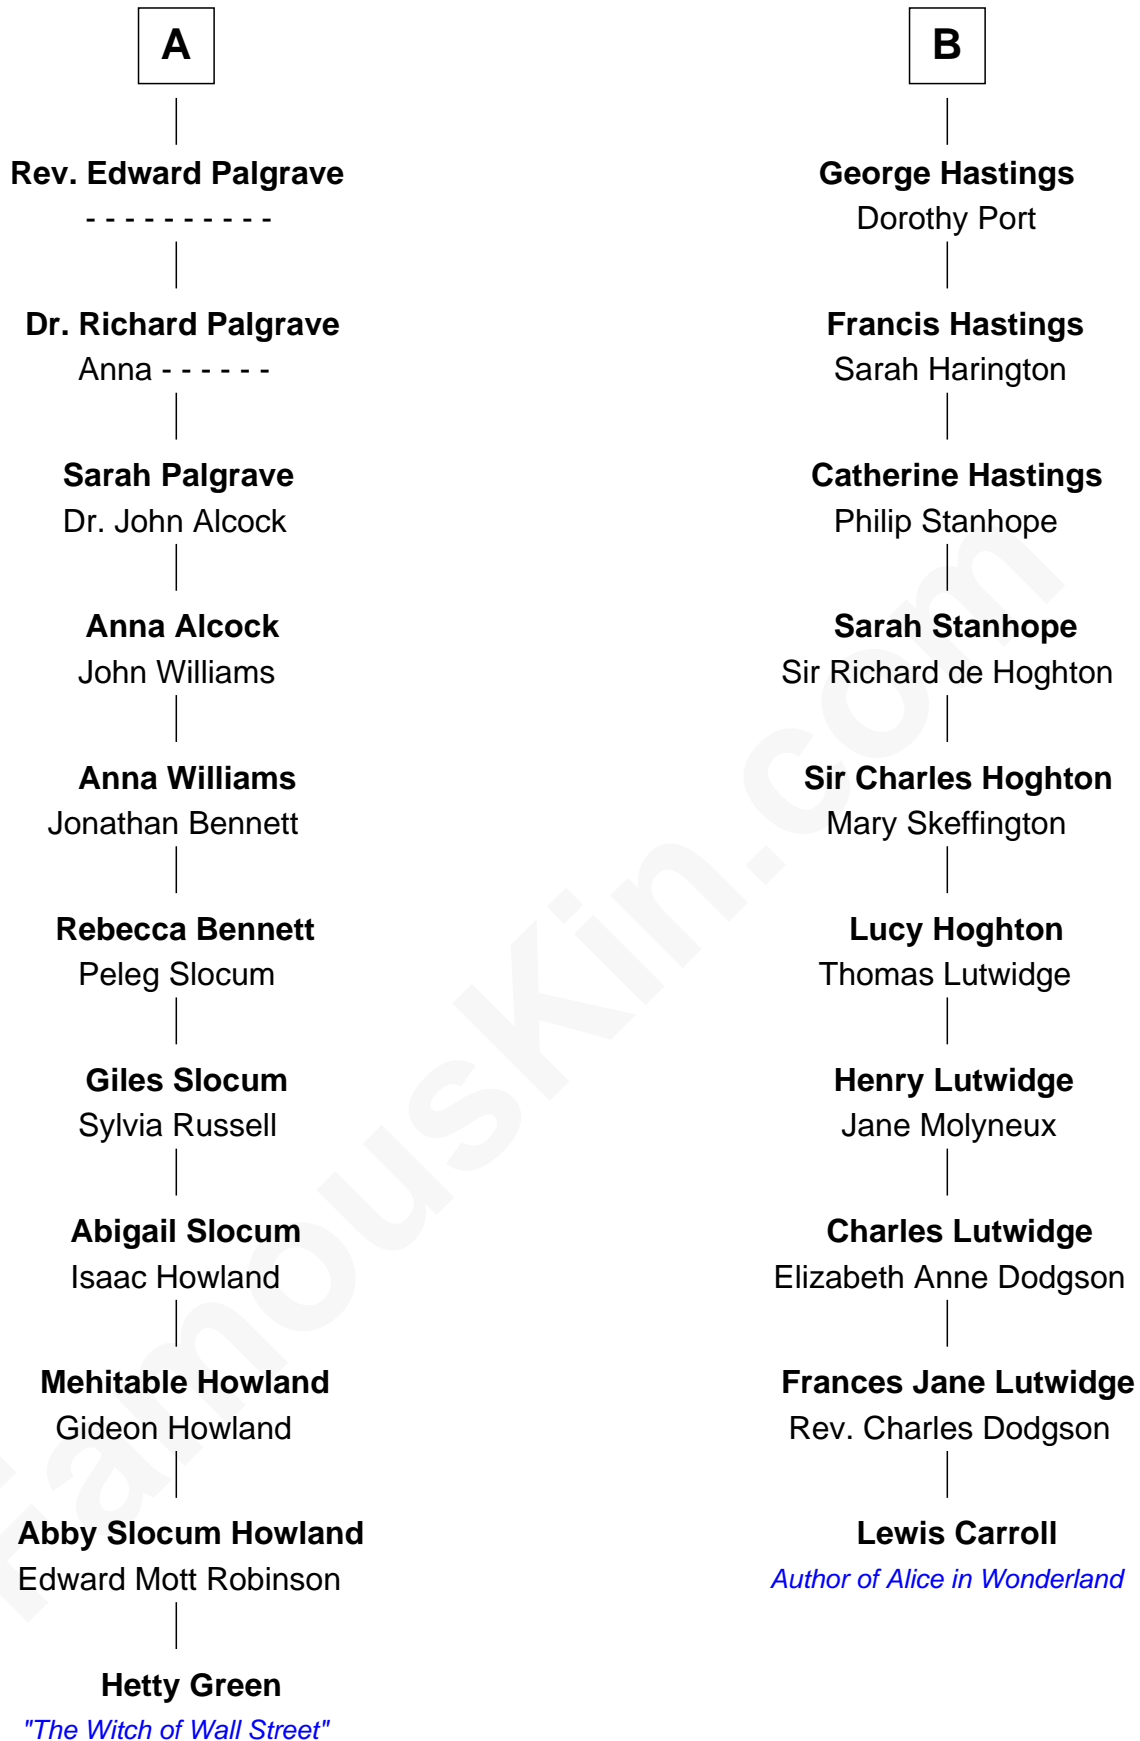 A
Rev. Edward Palgrave
- - - - - - - - - -
Dr. Richard Palgrave
Anna - - - - - -
Sarah Palgrave
Dr. John Alcock
Anna Alcock
John Williams
Anna Williams
Jonathan Bennett
Rebecca Bennett
Peleg Slocum
Giles Slocum
Sylvia Russell
Abigail Slocum
Isaac Howland
Mehitable Howland
Gideon Howland
Abby Slocum Howland
Edward Mott Robinson
Hetty Green
"The Witch of Wall Street"
B
George Hastings
Dorothy Port
Francis Hastings
Sarah Harington
Catherine Hastings
Philip Stanhope
Sarah Stanhope
Sir Richard de Hoghton
Sir Charles Hoghton
Mary Skeffington
Lucy Hoghton
Thomas Lutwidge
Henry Lutwidge
Jane Molyneux
Charles Lutwidge
Elizabeth Anne Dodgson
Frances Jane Lutwidge
Rev. Charles Dodgson
Lewis Carroll
Author of Alice in Wonderland
FamousKin.com